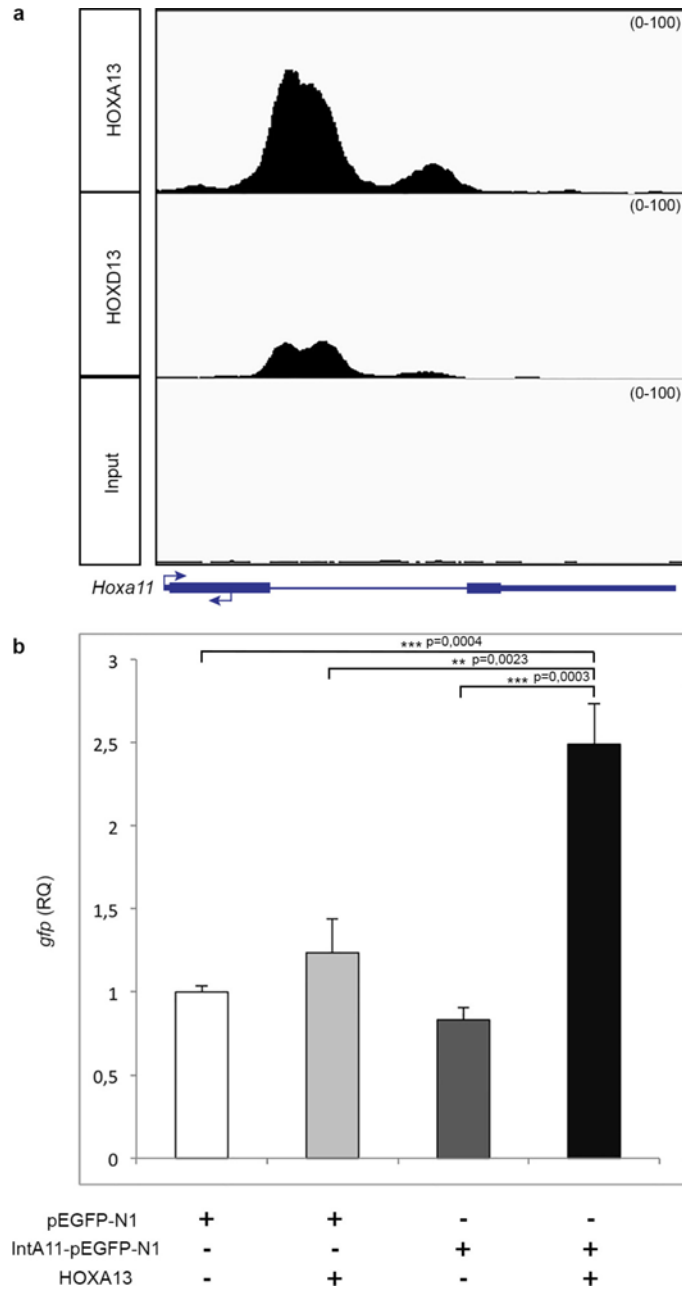 a
HOXA13
(0-100)
HOXD13
(0-100)
Input
(0-100)
Hoxa11
b
*** p=0,0004
** p=0,0023
*** p=0,0003
gfp (RQ)
3
2,5
2
1,5
1
0,5
0
pEGFP-N1 + + - -
IntA11-pEGFP-N1 - - + +
HOXA13 - + - +